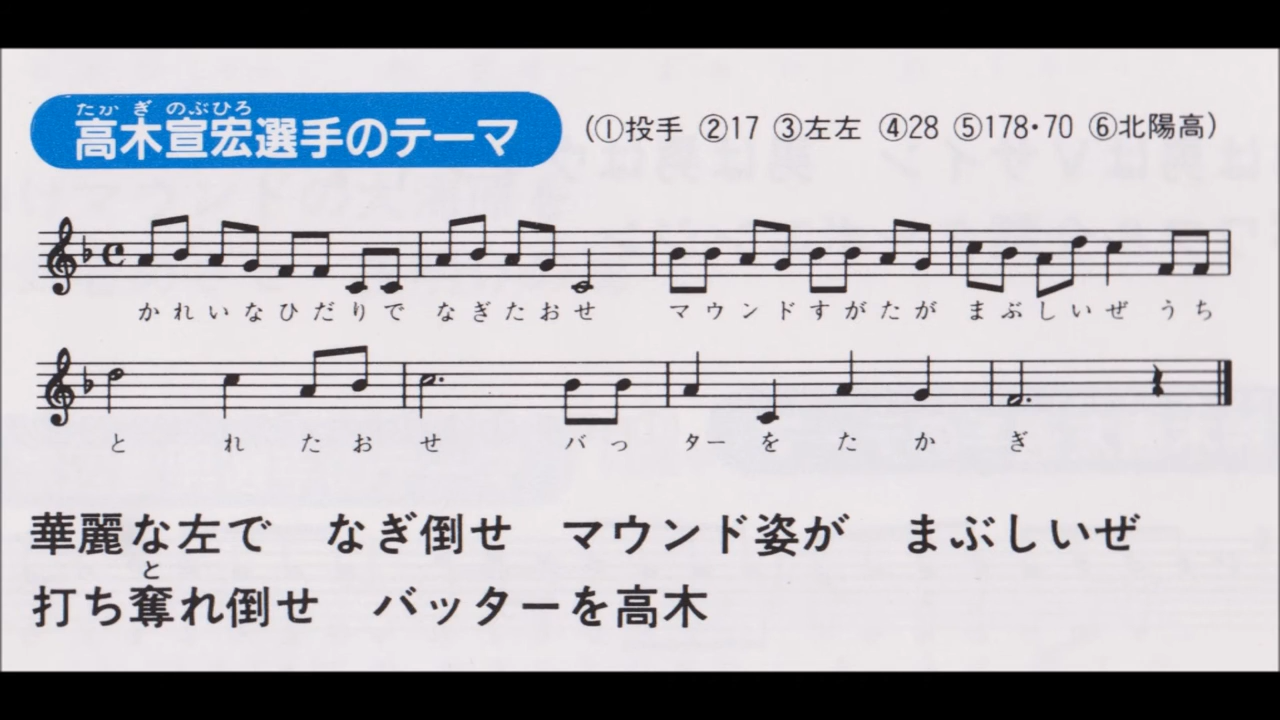 たかぎ のぶひろ
高木宣宏選手のテーマ (①投手 ②17 ③左左 ④28 ⑤178・70 ⑥北陽高)
かれいなひだりで なぎたおせ マウンドすがたが まぶしいぜ うち
とれたおせ バッターをたかぎ
華麗な左で なぎ倒せ マウンド姿が まぶしいぜ
と
打ち奪れ倒せ バッターを高木